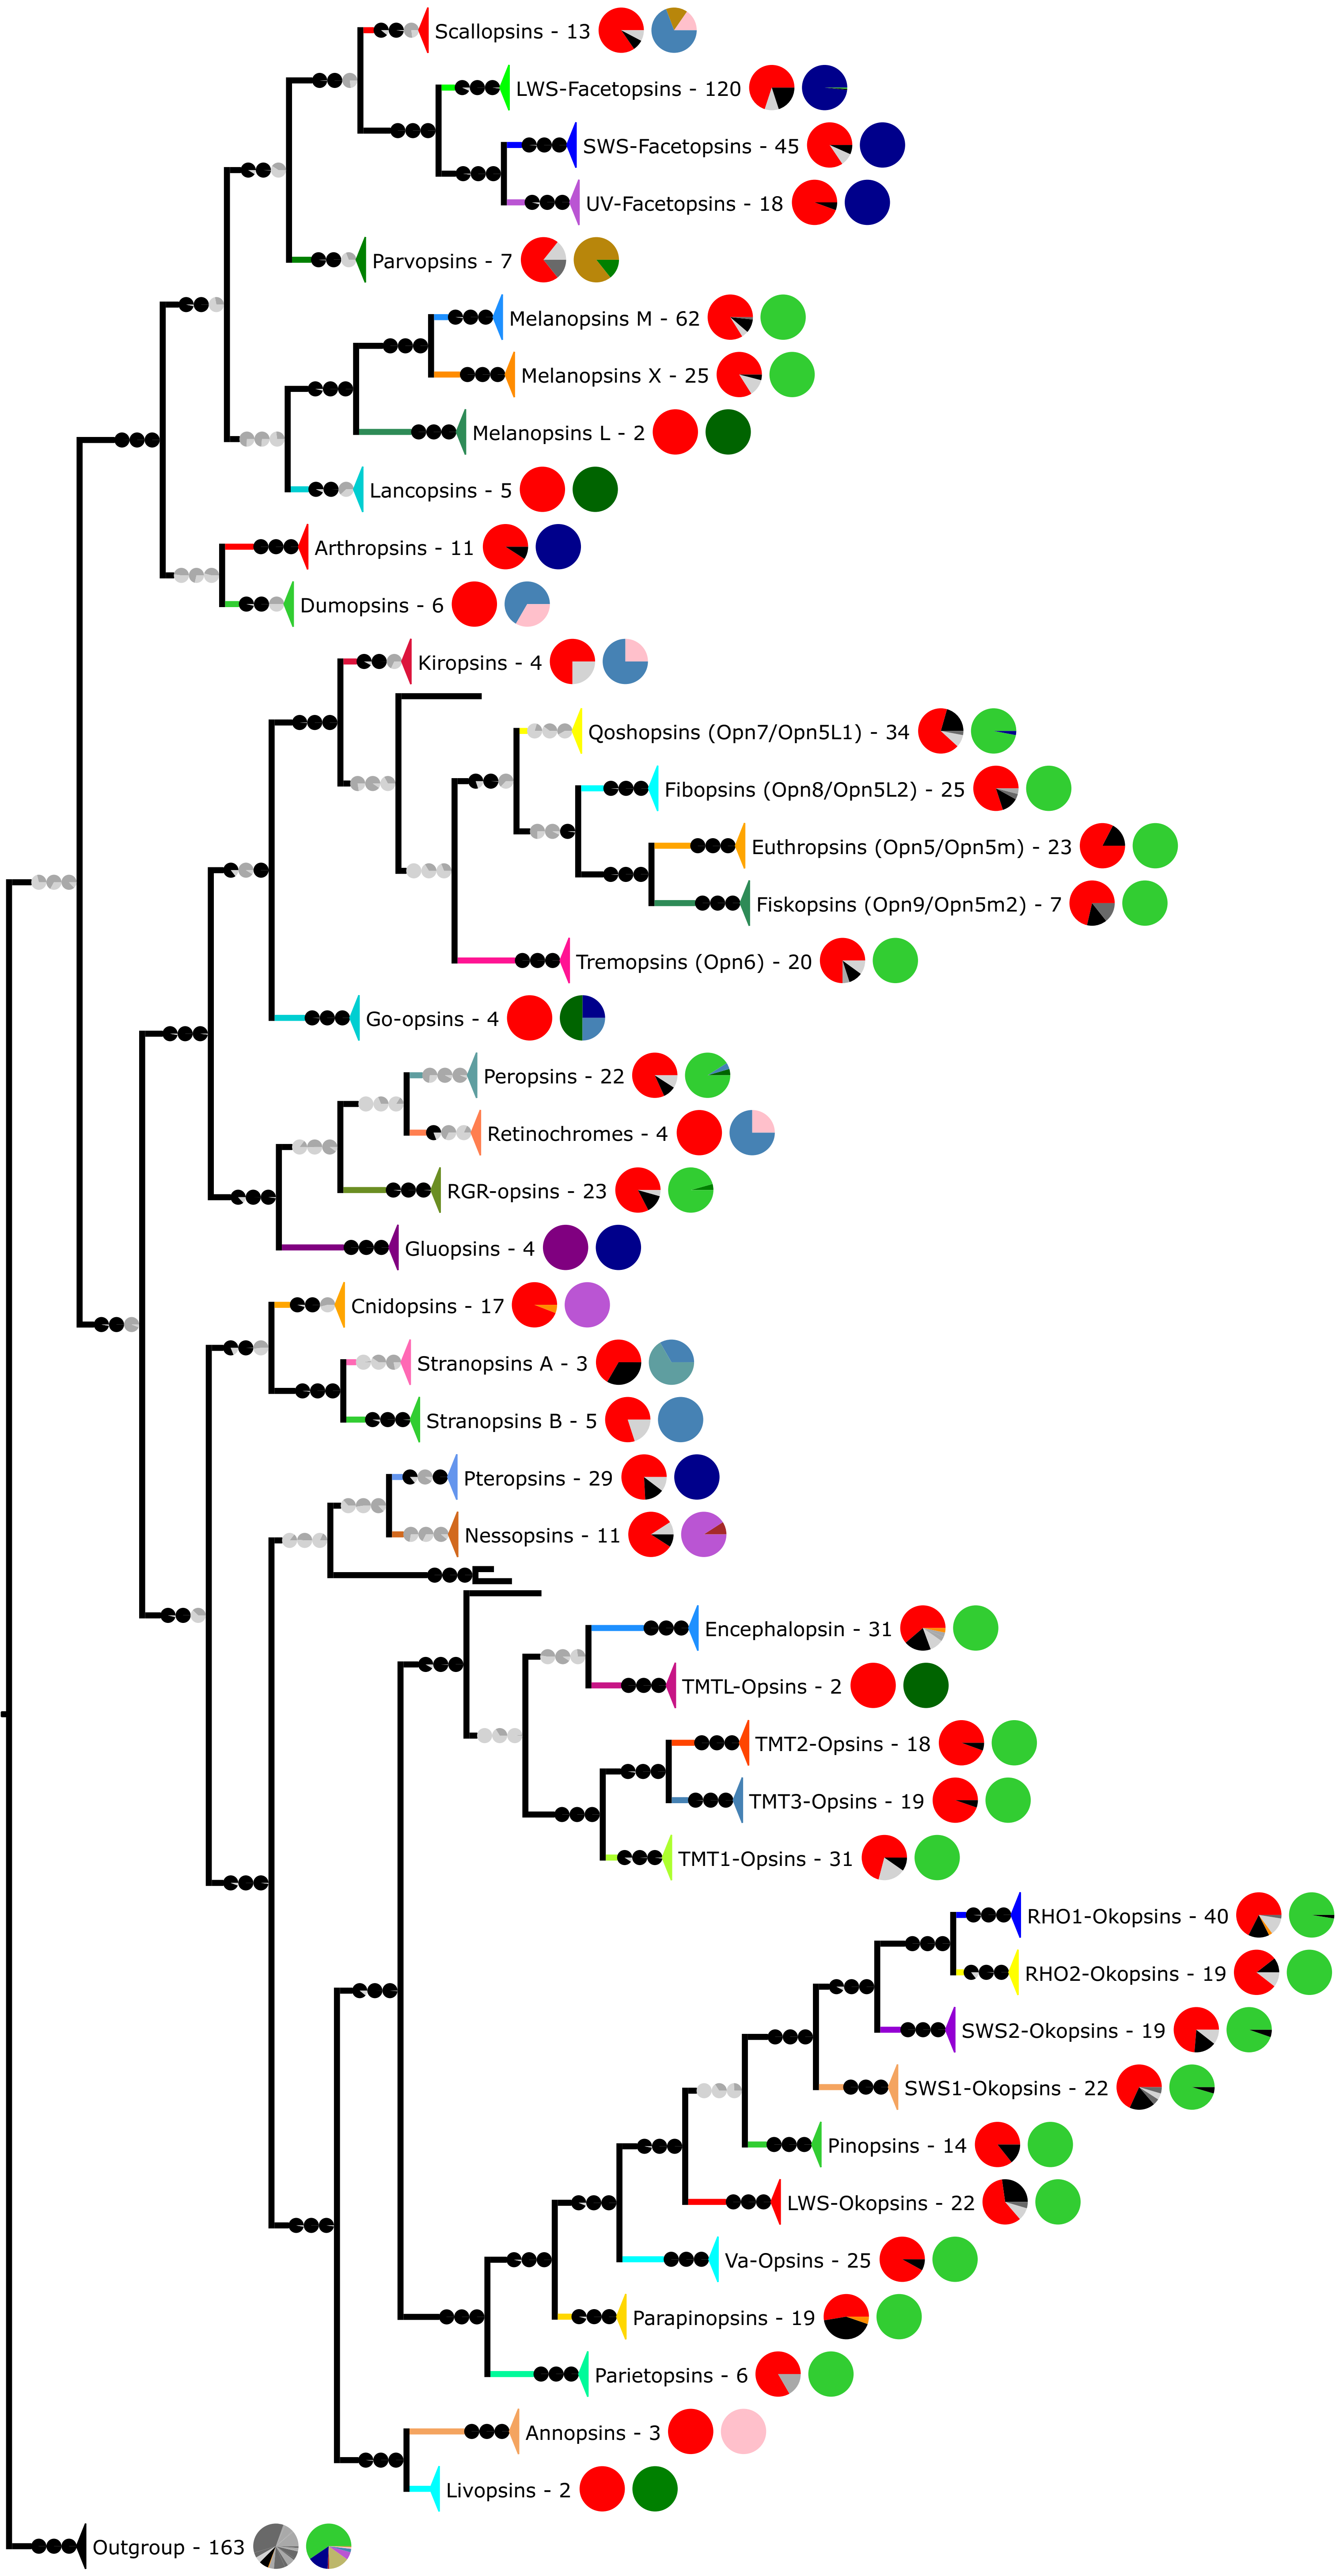 Scallopsins - 13
LWS-Facetopsins - 120
SWS-Facetopsins - 45
UV-Facetopsins - 18
Parvopsins - 7
Melanopsins M - 62
Melanopsins X - 25
Melanopsins L - 2
Lancopsins - 5
Arthropsins - 11
Dumopsins - 6
Kiropsins - 4
Qoshopsins (Opn7/Opn5L1) - 34
Fibopsins (Opn8/Opn5L2) - 25
Euthropsins (Opn5/Opn5m) - 23
Fiskopsins (Opn9/Opn5m2) - 7
Tremopsins (Opn6) - 20
Go-opsins - 4
Peropsins - 22
Retinochromes - 4
RGR-opsins - 23
Gluopsins - 4
Cnidopsins - 17
Stranopsins A - 3
Stranopsins B - 5
Pteropsins - 29
Nessopsins - 11
Encephalopsin - 31
TMTL-Opsins - 2
TMT2-Opsins - 18
TMT3-Opsins - 19
TMT1-Opsins - 31
RHO1-Okopsins - 40
RHO2-Okopsins - 19
SWS2-Okopsins - 19
SWS1-Okopsins - 22
Pinopsins - 14
LWS-Okopsins - 22
Va-Opsins - 25
Parapinopsins - 19
Parietopsins - 6
Annopsins - 3
Livopsins - 2
Outgroup - 163